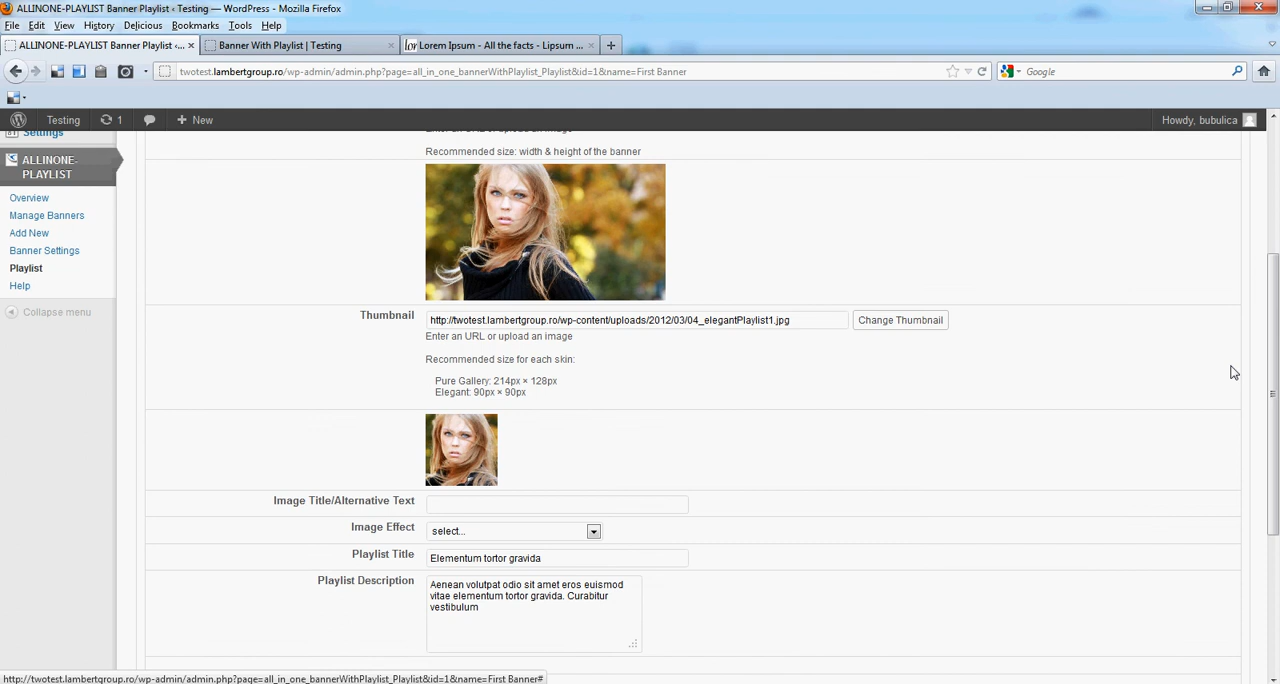 ALLINONE-PLAYLIST Banner Playlist ‹ Testing — WordPress - Mozilla Firefox
File Edit View History Delicious Bookmarks Tools Help
ALLINONE-PLAYLIST Banner Playlist ‹... × Banner With Playlist | Testing × Lorem Ipsum - All the facts - Lipsum ... × +
twotest.lambertgroup.ro/wp-admin/admin.php?page=all_in_one_bannerWithPlaylist_Playlist&id=1&name=First Banner
Google
Testing 1 + New Howdy, bubulica
Settings
Enter an URL or upload an image
Recommended size: width & height of the banner
ALLINONE-
PLAYLIST
Overview
Manage Banners
Add New
Banner Settings
Playlist
Help
Collapse menu
Thumbnail http://twotest.lambertgroup.ro/wp-content/uploads/2012/03/04_elegantPlaylist1.jpg Change Thumbnail
Enter an URL or upload an image
Recommended size for each skin:
Pure Gallery: 214px × 128px
Elegant: 90px × 90px
Image Title/Alternative Text
Image Effect select...
Playlist Title Elementum tortor gravida
Playlist Description Aenean volutpat odio sit amet eros euismod
vitae elementum tortor gravida. Curabitur
vestibulum
http://twotest.lambertgroup.ro/wp-admin/admin.php?page=all_in_one_bannerWithPlaylist_Playlist&id=1&name=First Banner#